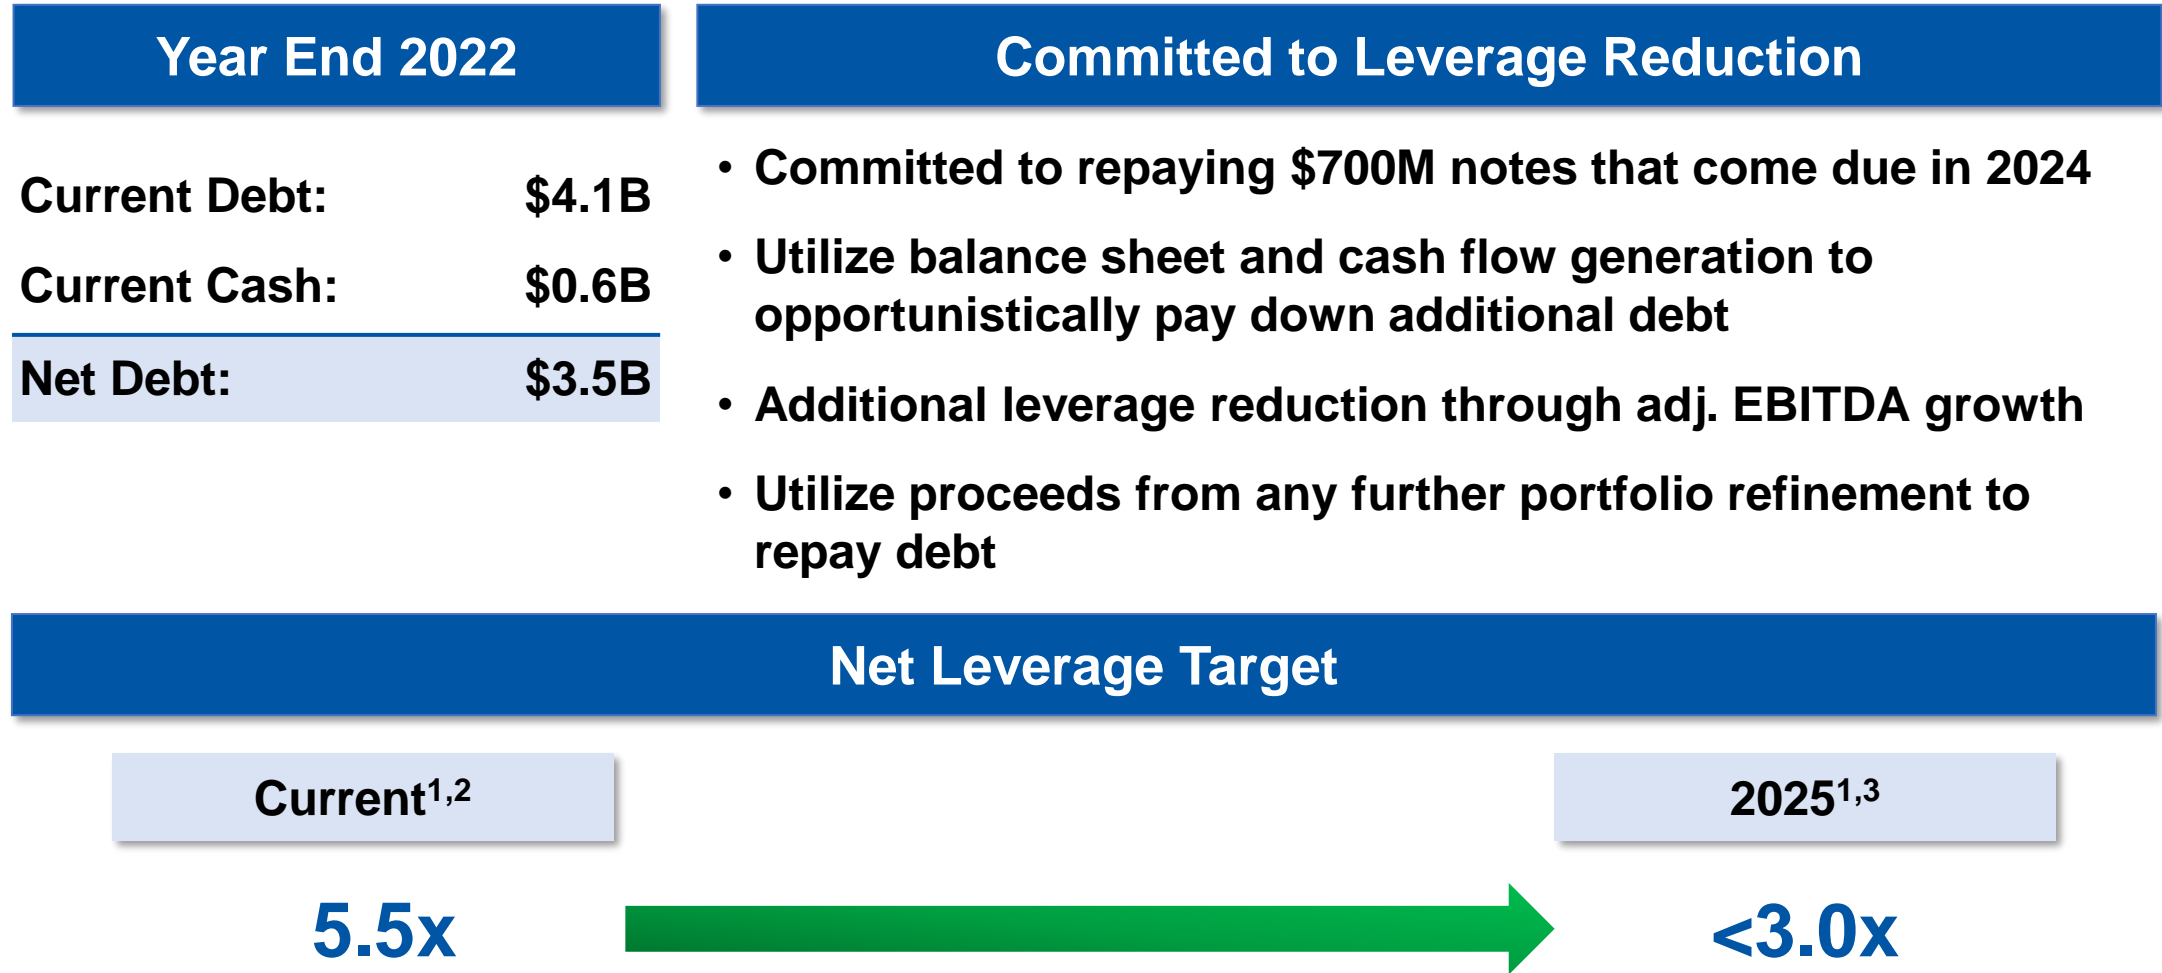 Year End 2022
Current Debt: $4.1B
Current Cash: $0.6B
Net Debt: $3.5B
Committed to Leverage Reduction
• Committed to repaying $700M notes that come due in 2024
• Utilize balance sheet and cash flow generation to
opportunistically pay down additional debt
• Additional leverage reduction through adj. EBITDA growth
• Utilize proceeds from any further portfolio refinement to
repay debt
Net Leverage Target
Current1,2
20251,3
5.5x
<3.0x